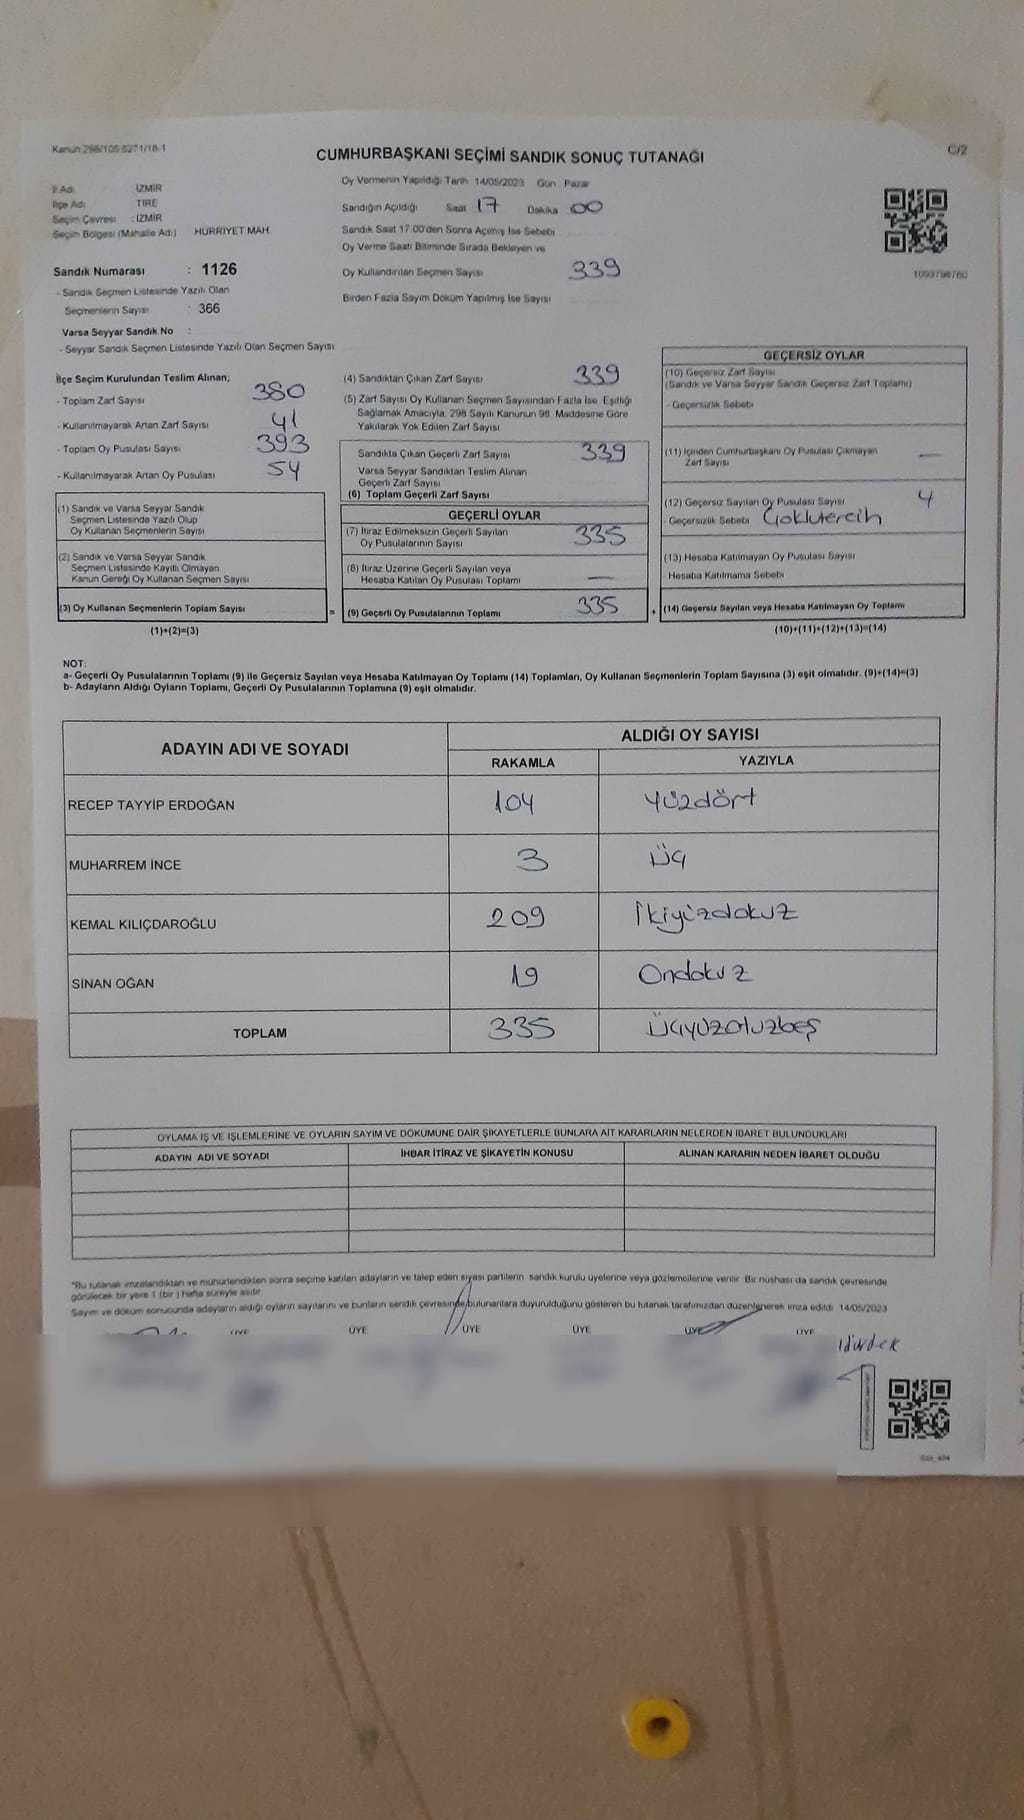 Kanun:298/105.6271/18-1
C/2
CUMHURBAŞKANI SEÇİMİ SANDIK SONUÇ TUTANAĞI
İl Adı İZMİR
İlçe Adı TİRE
Seçim Çevresi : İZMİR
Seçim Bölgesi (Mahalle Adı) HÜRRİYET MAH.
Sandık Numarası : 1126
- Sandık Seçmen Listesinde Yazılı Olan
Seçmenlerin Sayısı : 366
Varsa Seyyar Sandık No :
- Seyyar Sandık Seçmen Listesinde Yazılı Olan Seçmen Sayısı
Oy Vermenin Yapıldığı Tarih 14/05/2023 Gün Pazar
Sandığın Açıldığı Saat 17 Dakika 00
Sandık Saat 17.00'den Sonra Açılmış İse Sebebi
Oy Verme Saati Bitiminde Sırada Bekleyen ve
Oy Kullandırılan Seçmen Sayısı 339
Birden Fazla Sayım Döküm Yapılmış İse Sayısı
İlçe Seçim Kurulundan Teslim Alınan;
- Toplam Zarf Sayısı 380
- Kullanılmayarak Artan Zarf Sayısı 41
- Toplam Oy Pusulası Sayısı 393
- Kullanılmayarak Artan Oy Pusulası 54
(1) Sandık ve Varsa Seyyar Sandık
Seçmen Listesinde Yazılı Olup
Oy Kullanan Seçmenlerin Sayısı
(2) Sandık ve Varsa Seyyar Sandık
Seçmen Listesinde Kayıtlı Olmayan
Kanun Gereği Oy Kullanan Seçmen Sayısı
(3) Oy Kullanan Seçmenlerin Toplam Sayısı
(1)+(2)=(3)
=
(4) Sandıktan Çıkan Zarf Sayısı 339
(5) Zarf Sayısı Oy Kullanan Seçmen Sayısından Fazla İse, Eşitliği
Sağlamak Amacıyla, 298 Sayılı Kanunun 98. Maddesine Göre
Yakılarak Yok Edilen Zarf Sayısı
Sandıkta Çıkan Geçerli Zarf Sayısı 339
Varsa Seyyar Sandıktan Teslim Alınan
Geçerli Zarf Sayısı
(6) Toplam Geçerli Zarf Sayısı
GEÇERLİ OYLAR
(7) İtiraz Edilmeksizin Geçerli Sayılan
Oy Pusulalarının Sayısı 335
(8) İtiraz Üzerine Geçerli Sayılan veya
Hesaba Katılan Oy Pusulası Toplamı —
(9) Geçerli Oy Pusulalarının Toplamı 335
+
GEÇERSİZ OYLAR
(10) Geçersiz Zarf Sayısı
(Sandık ve Varsa Seyyar Sandık Geçersiz Zarf Toplamı)
- Geçersizlik Sebebi
(11) İçinden Cumhurbaşkanı Oy Pusulası Çıkmayan
Zarf Sayısı —
(12) Geçersiz Sayılan Oy Pusulası Sayısı 4
- Geçersizlik Sebebi Çoklutercih
(13) Hesaba Katılmayan Oy Pusulası Sayısı
Hesaba Katılmama Sebebi
(14) Geçersiz Sayılan veya Hesaba Katılmayan Oy Toplamı
(10)+(11)+(12)+(13)=(14)
NOT:
a- Geçerli Oy Pusulalarının Toplamı (9) ile Geçersiz Sayılan veya Hesaba Katılmayan Oy Toplamı (14) Toplamları, Oy Kullanan Seçmenlerin Toplam Sayısına (3) eşit olmalıdır. (9)+(14)=(3)
b- Adayların Aldığı Oyların Toplamı, Geçerli Oy Pusulalarının Toplamına (9) eşit olmalıdır.
ADAYIN ADI VE SOYADI ALDIĞI OY SAYISI
RAKAMLA YAZIYLA
RECEP TAYYİP ERDOĞAN 104 Yüzdört
MUHARREM İNCE 3 Üç
KEMAL KILIÇDAROĞLU 209 İkiyüzdokuz
SİNAN OĞAN 19 Ondokuz
TOPLAM 335 Üçyüzotuzbeş
OYLAMA İŞ VE İŞLEMLERİNE VE OYLARIN SAYIM VE DÖKÜMÜNE DAİR ŞİKAYETLERLE BUNLARA AİT KARARLARIN NELERDEN İBARET BULUNDUKLARI
ADAYIN ADI VE SOYADI İHBAR İTİRAZ VE ŞİKAYETİN KONUSU ALINAN KARARIN NEDEN İBARET OLDUĞU
"Bu tutanak imzalandıktan ve mühürlendikten sonra seçime katılan adayların ve talep eden siyasi partilerin sandık kurulu üyelerine veya gözlemcilerine verilir. Bir nüshası da sandık çevresinde
görülecek bir yere 1 (bir) hafta süreyle asılır.
Sayım ve döküm sonucunda adayların aldığı oyların sayılarını ve bunların sandık çevresinde bulunanlara duyurulduğunu gösteren bu tutanak tarafımızdan düzenlenerek imza edildi. 14/05/2023
ÜYE ÜYE ÜYE ÜYE ÜYE ÜYE